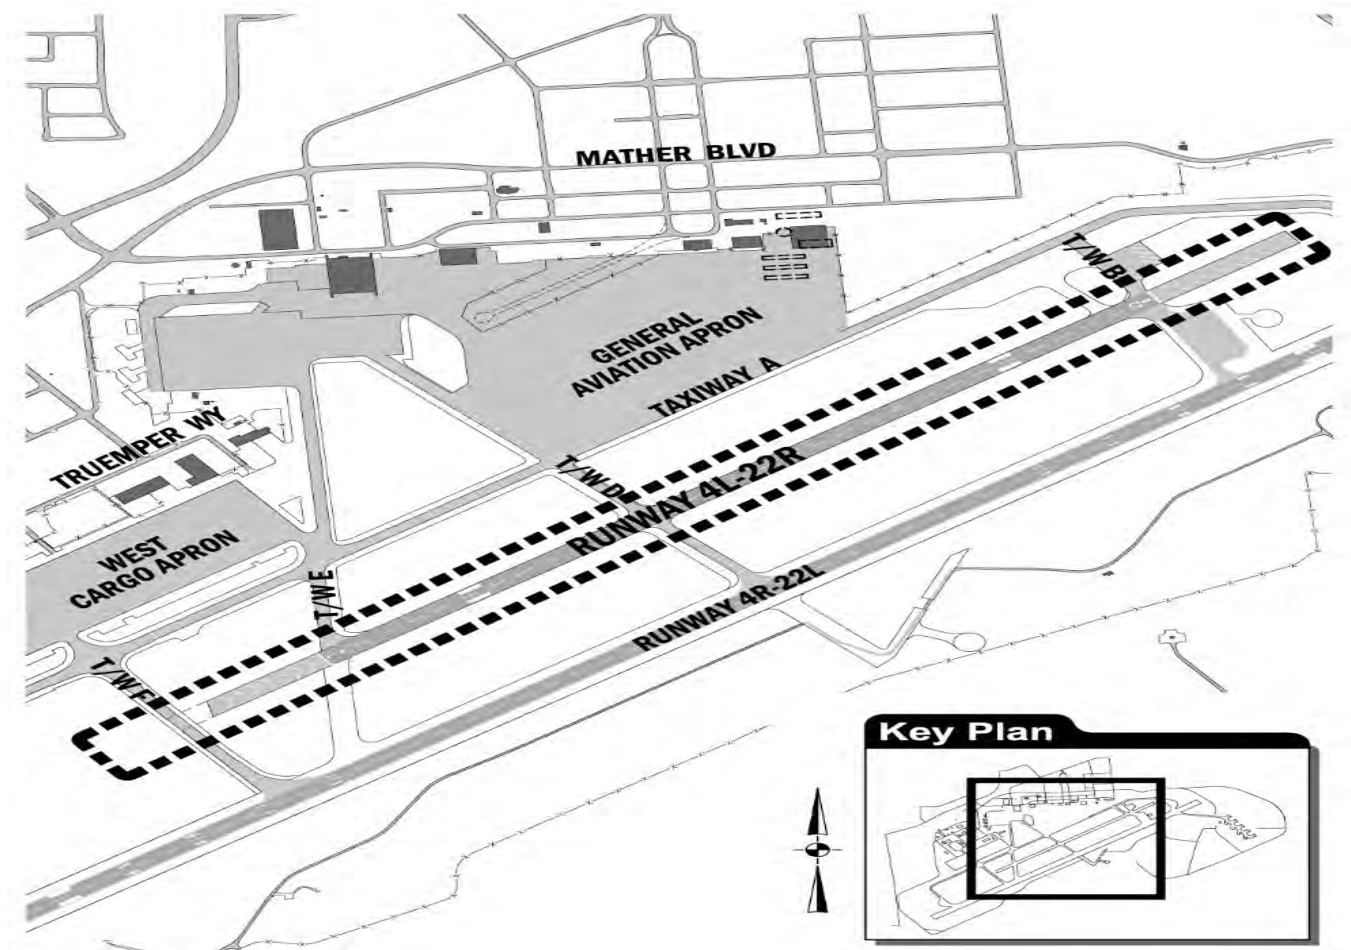 MATHER BLVD
T/W B
GENERAL
AVIATION APRON
TAXIWAY A
TRUEMPER WY
T/W D
RUNWAY 4L-22R
WEST
CARGO APRON
T/W E
RUNWAY 4R-22L
T/W F
Key Plan